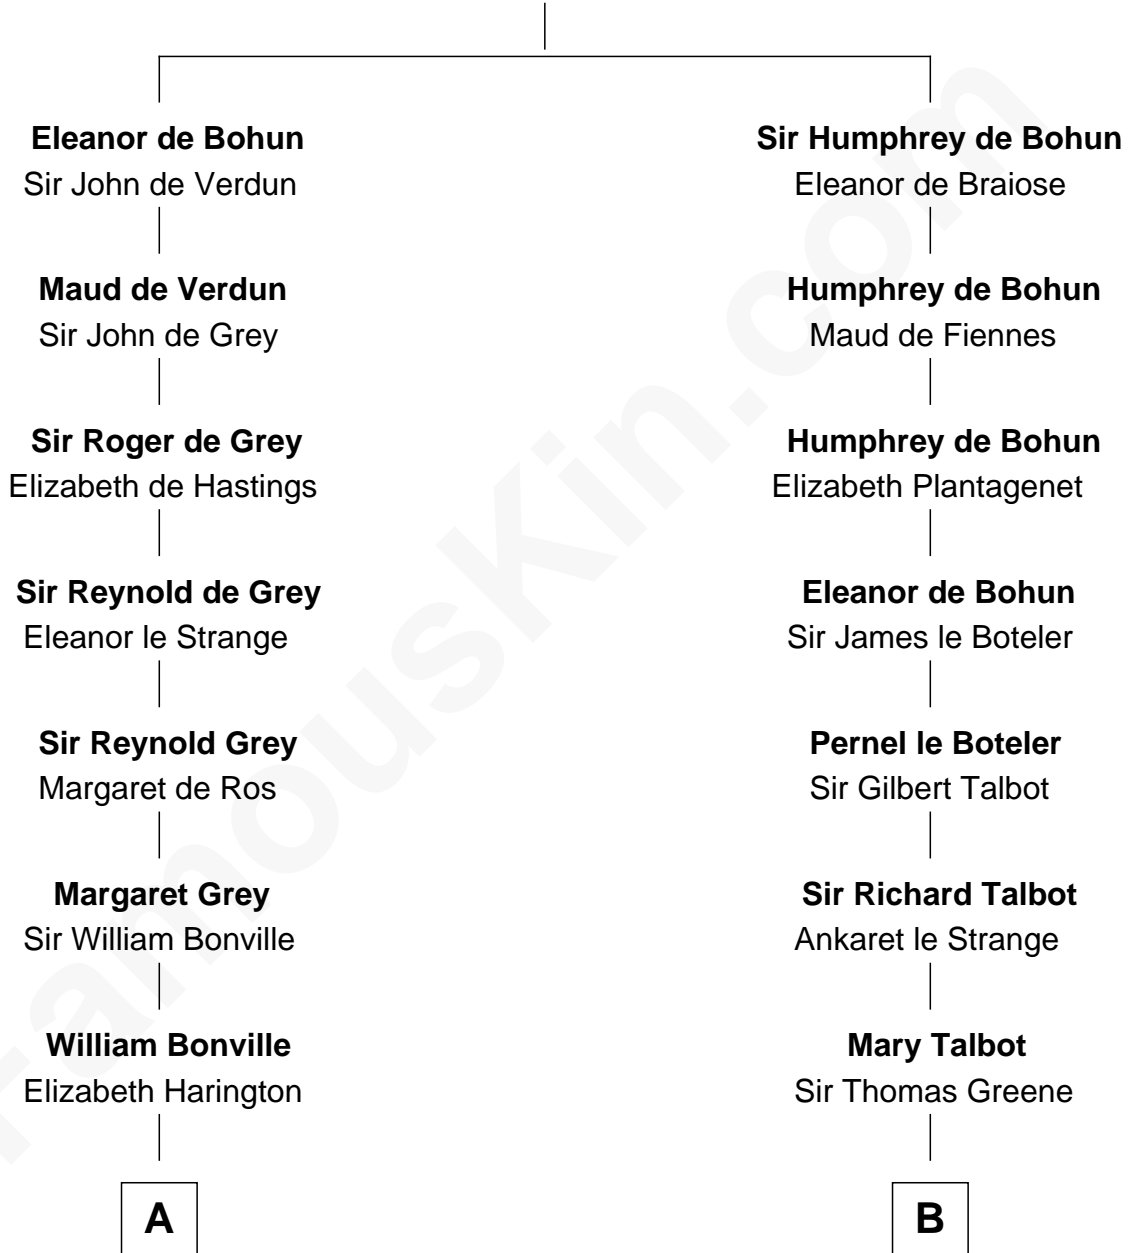 Eleanor de Bohun
Sir John de Verdun
Maud de Verdun
Sir John de Grey
Sir Roger de Grey
Elizabeth de Hastings
Sir Reynold de Grey
Eleanor le Strange
Sir Reynold Grey
Margaret de Ros
Margaret Grey
Sir William Bonville
William Bonville
Elizabeth Harington
A
Sir Humphrey de Bohun
Eleanor de Braiose
Humphrey de Bohun
Maud de Fiennes
Humphrey de Bohun
Elizabeth Plantagenet
Eleanor de Bohun
Sir James le Boteler
Pernel le Boteler
Sir Gilbert Talbot
Sir Richard Talbot
Ankaret le Strange
Mary Talbot
Sir Thomas Greene
B
FamousKin.com